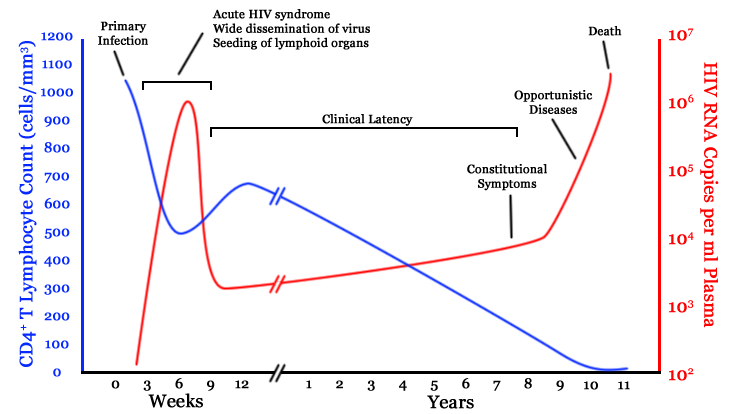 Primary
Infection
Acute HIV syndrome
Wide dissemination of virus
Seeding of lymphoid organs
Clinical Latency
Constitutional
Symptoms
Opportunistic
Diseases
Death
CD4⁺ T Lymphocyte Count (cells/mm³)
1200
1100
1000
900
800
700
600
500
400
300
200
100
0
HIV RNA Copies per ml Plasma
10⁷
10⁶
10⁵
10⁴
10³
10²
0 3 6 9 12 1 2 3 4 5 6 7 8 9 10 11
Weeks Years